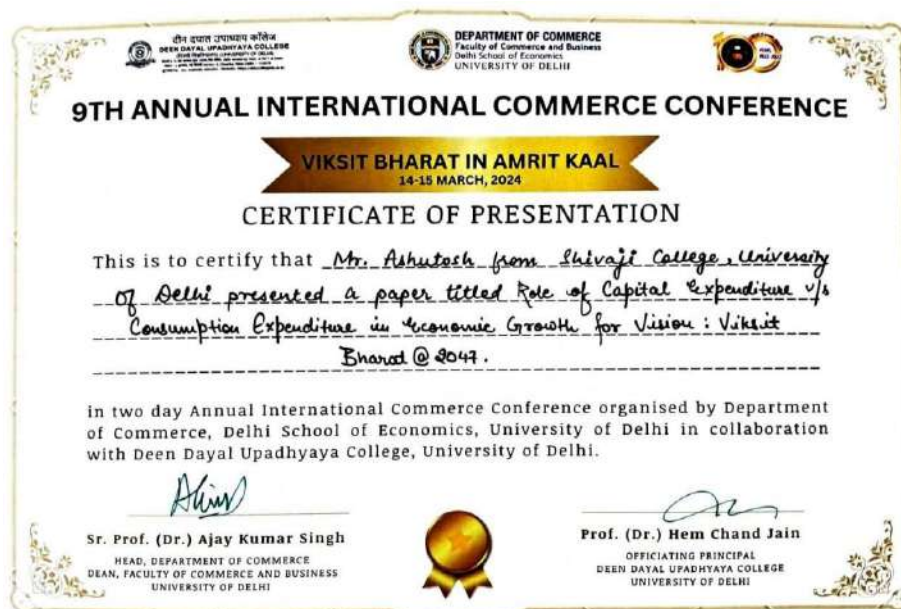 दीन दयाल उपाध्याय कॉलेज
DEEN DAYAL UPADHYAYA COLLEGE
DEPARTMENT OF COMMERCE
Faculty of Commerce and Business
Delhi School of Economics
UNIVERSITY OF DELHI
100
9TH ANNUAL INTERNATIONAL COMMERCE CONFERENCE
VIKSIT BHARAT IN AMRIT KAAL
14-15 MARCH, 2024
CERTIFICATE OF PRESENTATION
This is to certify that Mr. Ashutosh from Shivaji College, University
of Delhi presented a paper titled Role of Capital Expenditure v/s
Consumption Expenditure in Economic Growth for Vision : Viksit
Bharat @ 2047.
in two day Annual International Commerce Conference organised by Department
of Commerce, Delhi School of Economics, University of Delhi in collaboration
with Deen Dayal Upadhyaya College, University of Delhi.
Sr. Prof. (Dr.) Ajay Kumar Singh
HEAD, DEPARTMENT OF COMMERCE
DEAN, FACULTY OF COMMERCE AND BUSINESS
UNIVERSITY OF DELHI
Prof. (Dr.) Hem Chand Jain
OFFICIATING PRINCIPAL
DEEN DAYAL UPADHYAYA COLLEGE
UNIVERSITY OF DELHI